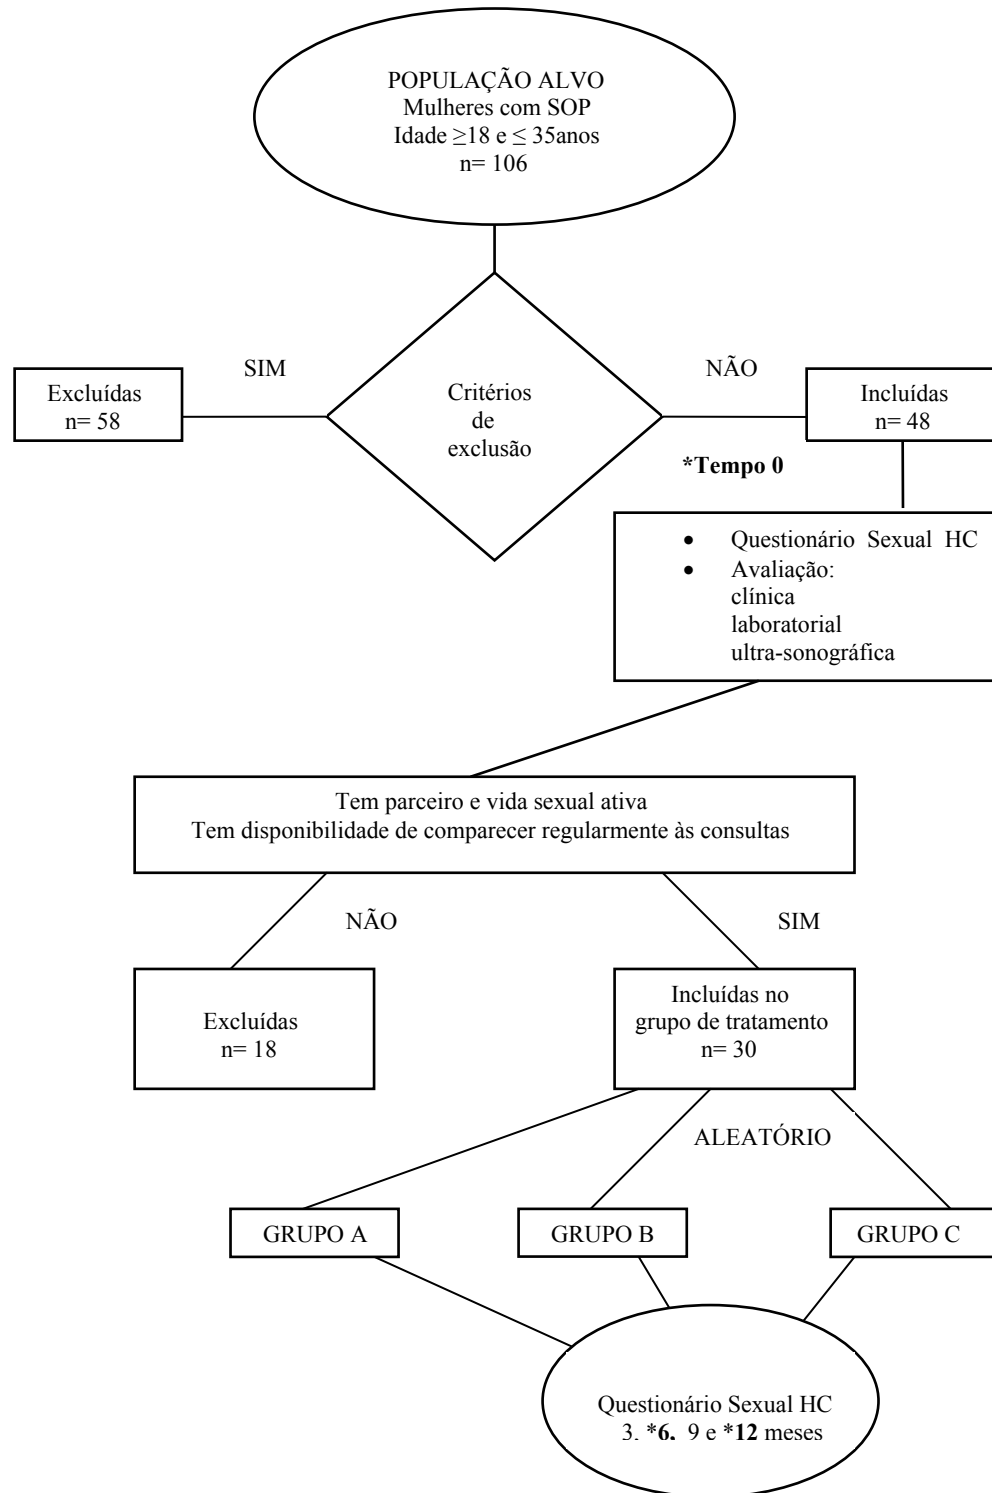 POPULAÇÃO ALVO
Mulheres com SOP
Idade ≥18 e ≤ 35anos
n= 106
SIM
NÃO
Excluídas
n= 58
Critérios
de
exclusão
Incluídas
n= 48
*Tempo 0
• Questionário Sexual HC
• Avaliação:
clínica
laboratorial
ultra-sonográfica
Tem parceiro e vida sexual ativa
Tem disponibilidade de comparecer regularmente às consultas
NÃO
SIM
Excluídas
n= 18
Incluídas no
grupo de tratamento
n= 30
ALEATÓRIO
GRUPO A
GRUPO B
GRUPO C
Questionário Sexual HC
3, *6, 9 e *12 meses